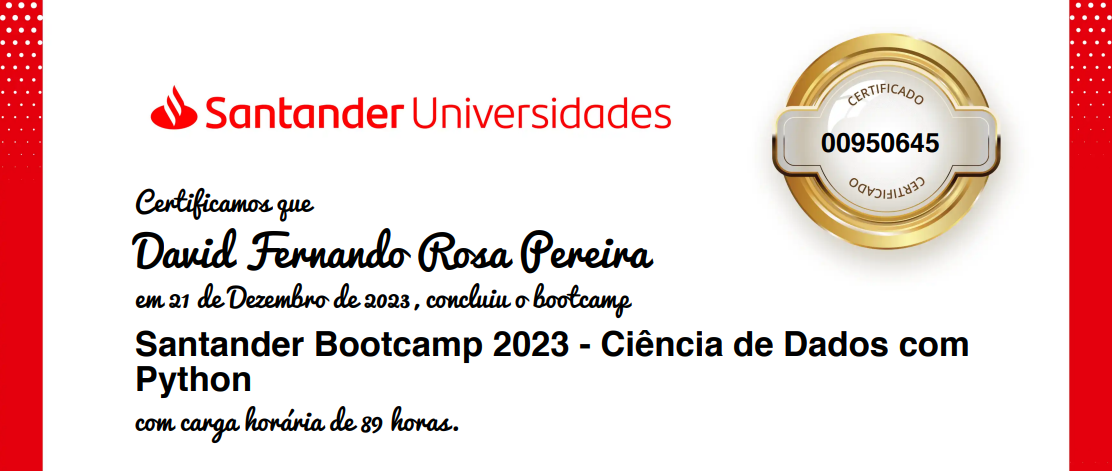 Santander Universidades
CERTIFICADO
00950645
CERTIFICADO
Certificamos que
David Fernando Rosa Pereira
em 21 de Dezembro de 2023, concluiu o bootcamp
Santander Bootcamp 2023 - Ciência de Dados com
Python
com carga horária de 89 horas.